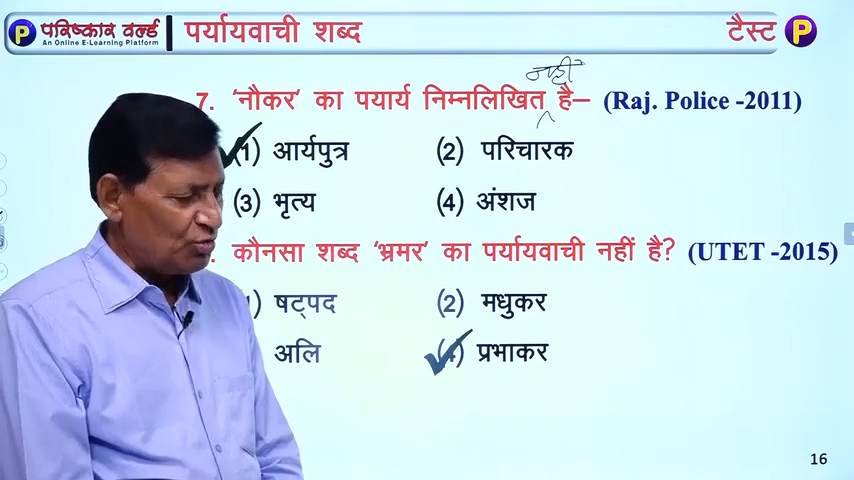 परिष्कार वर्ल्ड
An Online E-Learning Platform
पर्यायवाची शब्द
टैस्ट P
नहीं
7. 'नौकर' का पयार्य निम्नलिखित है– (Raj. Police -2011)
(1) आर्यपुत्र (2) परिचारक
(3) भृत्य (4) अंशज
कौनसा शब्द 'भ्रमर' का पर्यायवाची नहीं है? (UTET -2015)
षट्पद (2) मधुकर
अलि (4) प्रभाकर
16